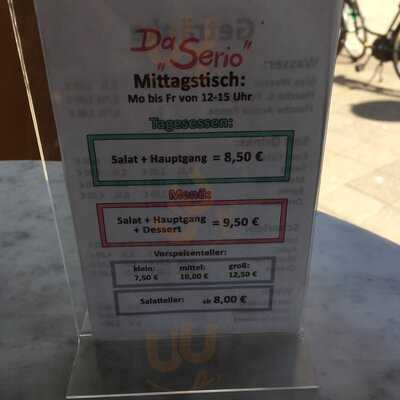 Da
„Serio"
Mittagstisch:
Mo bis Fr von 12-15 Uhr
Tagesessen:
Salat + Hauptgang = 8,50 €
Menü:
Salat + Hauptgang = 9,50 €
+ Dessert
Vorspeisenteller:
klein: mittel: groß:
7,50 € 10,00 € 12,50 €
Salatteller: ab 8,00 €